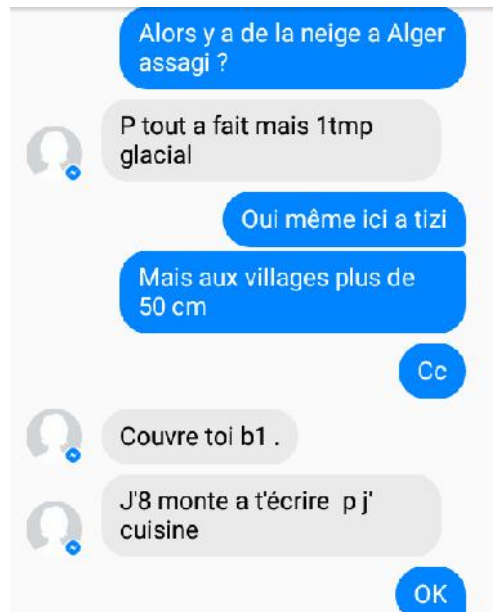 Alors y a de la neige a Alger
assagi ?
P tout a fait mais 1tmp
glacial
Oui même ici a tizi
Mais aux villages plus de
50 cm
Cc
Couvre toi b1 .
J'8 monte a t'écrire p j'
cuisine
OK